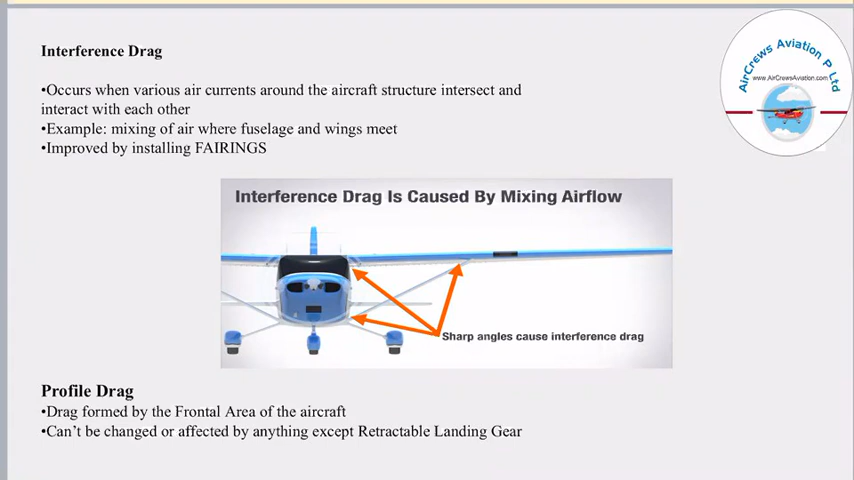 Interference Drag
•Occurs when various air currents around the aircraft structure intersect and
interact with each other
•Example: mixing of air where fuselage and wings meet
•Improved by installing FAIRINGS
AirCrews Aviation P Ltd
www.AirCrewsAviation.com
Interference Drag Is Caused By Mixing Airflow
Sharp angles cause interference drag
Profile Drag
•Drag formed by the Frontal Area of the aircraft
•Can’t be changed or affected by anything except Retractable Landing Gear